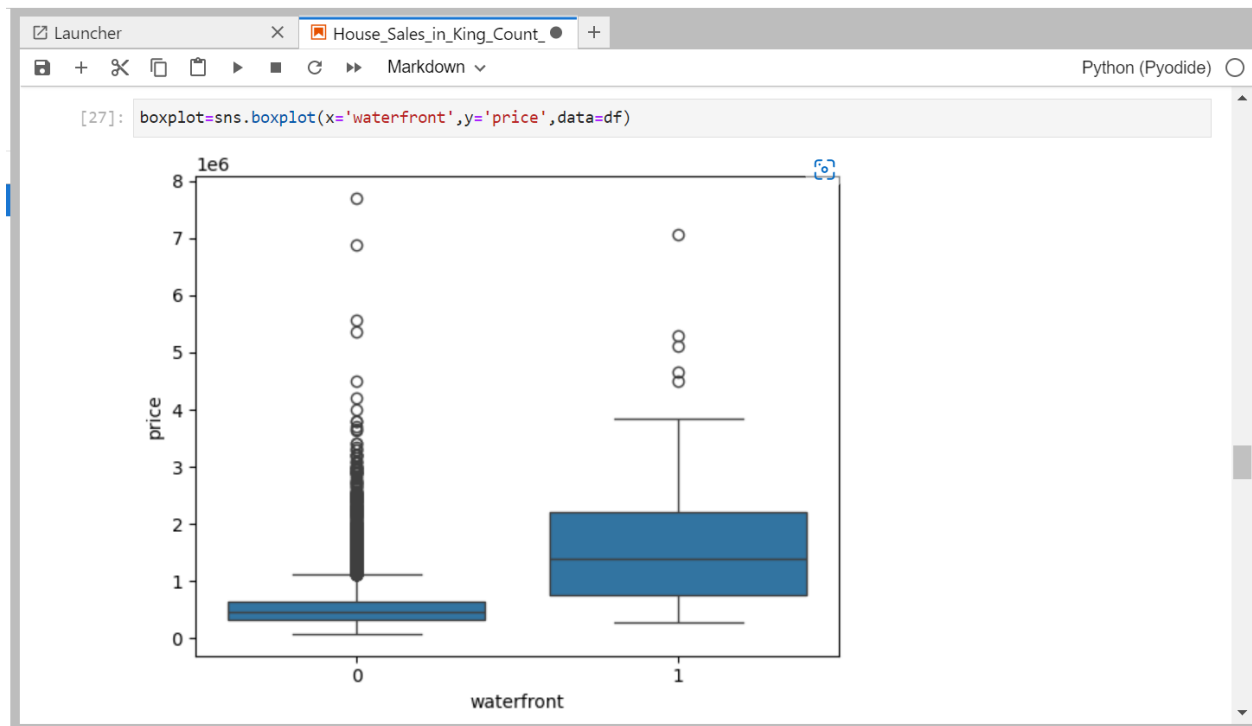 Launcher
House_Sales_in_King_Count_
Markdown
Python (Pyodide)
[27]: boxplot=sns.boxplot(x='waterfront',y='price',data=df)
1e6
8
7
6
5
4
3
2
1
0
price
0 1
waterfront